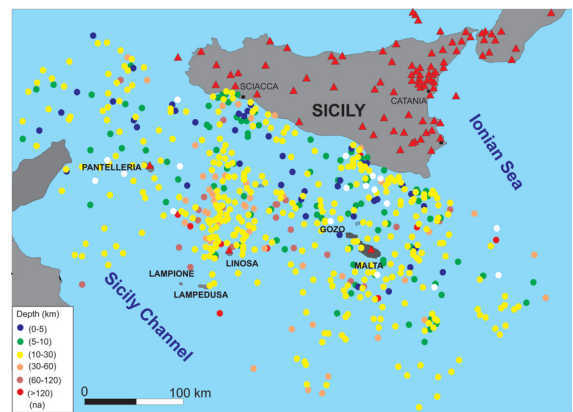 SCIACCA
SICILY
CATANIA
Ionian Sea
PANTELLERIA
GOZO
MALTA
LINOSA
LAMPIONE
LAMPEDUSA
Sicily Channel
Depth (km)
(0-5)
(5-10)
(10-30)
(30-60)
(60-120)
(>120)
(na)
0
100 km